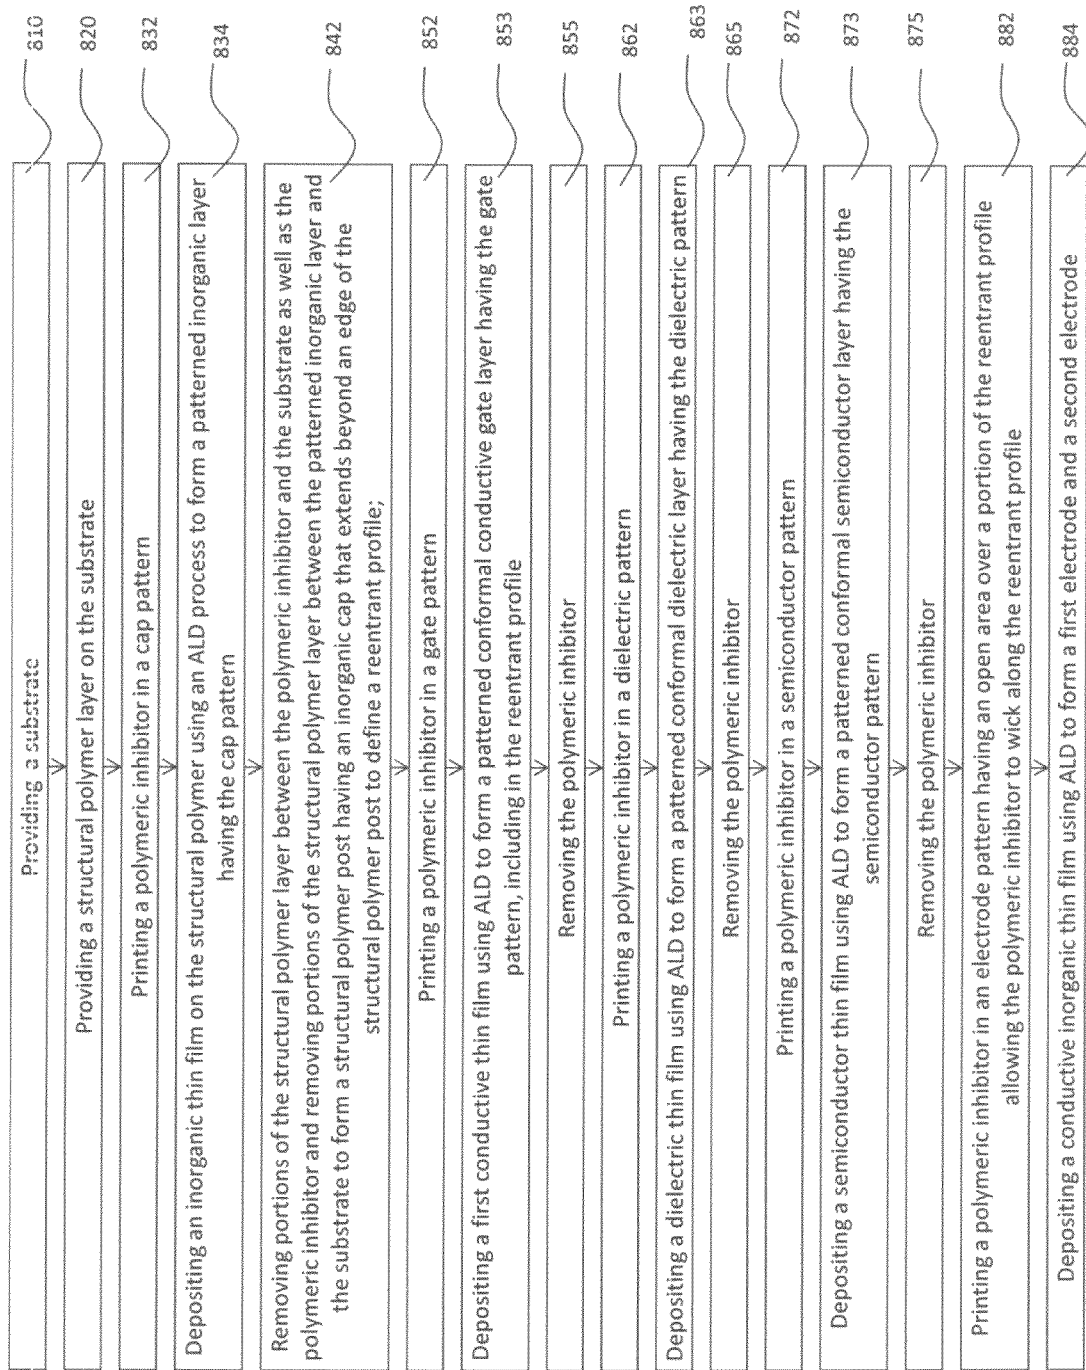 Providing a substrate
810
Providing a structural polymer layer on the substrate
820
Printing a polymeric inhibitor in a cap pattern
832
Depositing an inorganic thin film on the structural polymer using an ALD process to form a patterned inorganic layer
having the cap pattern
834
Removing portions of the structural polymer layer between the polymeric inhibitor and the substrate as well as the
polymeric inhibitor and removing portions of the structural polymer layer between the patterned inorganic layer and
the substrate to form a structural polymer post having an inorganic cap that extends beyond an edge of the
structural polymer post to define a reentrant profile;
842
Printing a polymeric inhibitor in a gate pattern
852
Depositing a first conductive thin film using ALD to form a patterned conformal conductive gate layer having the gate
pattern, including in the reentrant profile
853
Removing the polymeric inhibitor
855
Printing a polymeric inhibitor in a dielectric pattern
862
Depositing a dielectric thin film using ALD to form a patterned conformal dielectric layer having the dielectric pattern
863
Removing the polymeric inhibitor
865
Printing a polymeric inhibitor in a semiconductor pattern
872
Depositing a semiconductor thin film using ALD to form a patterned conformal semiconductor layer having the
semiconductor pattern
873
Removing the polymeric inhibitor
875
Printing a polymeric inhibitor in an electrode pattern having an open area over a portion of the reentrant profile
allowing the polymeric inhibitor to wick along the reentrant profile
882
Depositing a conductive inorganic thin film using ALD to form a first electrode and a second electrode
884